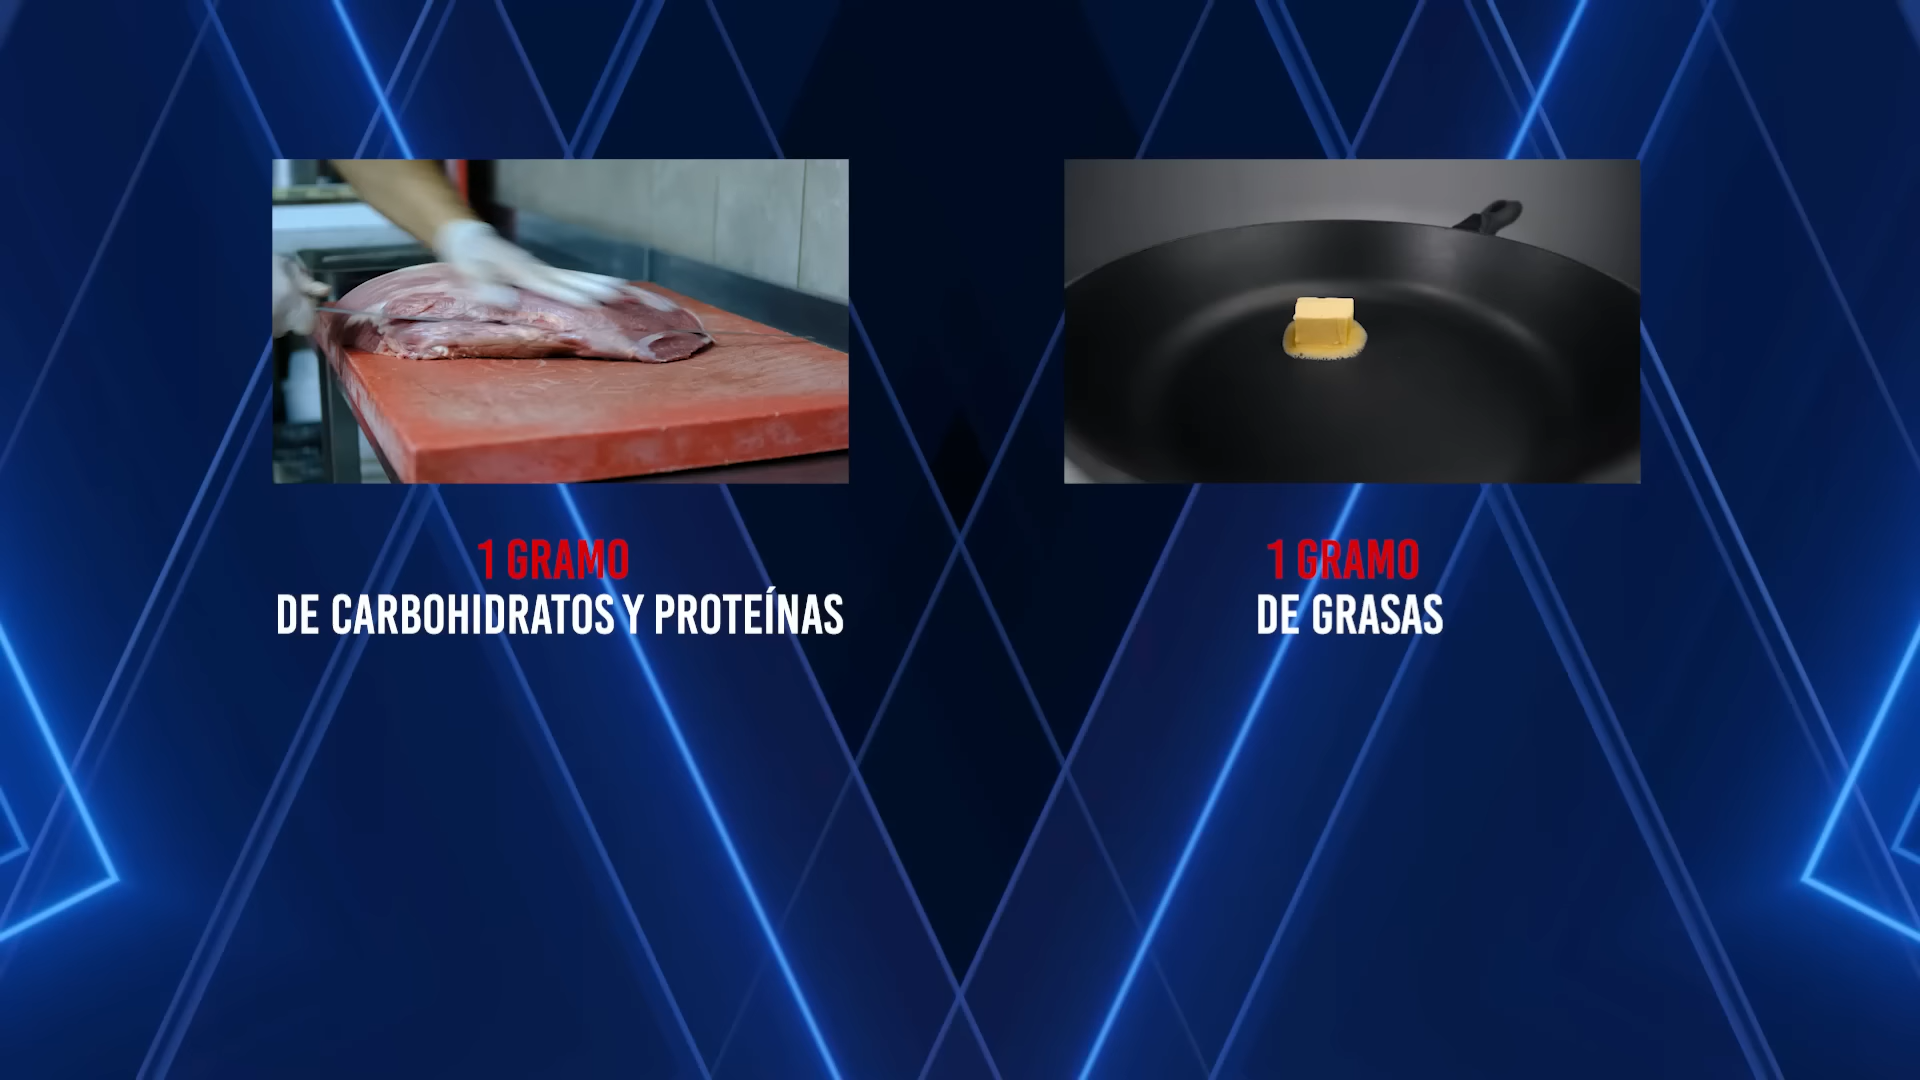 1 GRAMO
DE CARBOHIDRATOS Y PROTEÍNAS
1 GRAMO
DE GRASAS